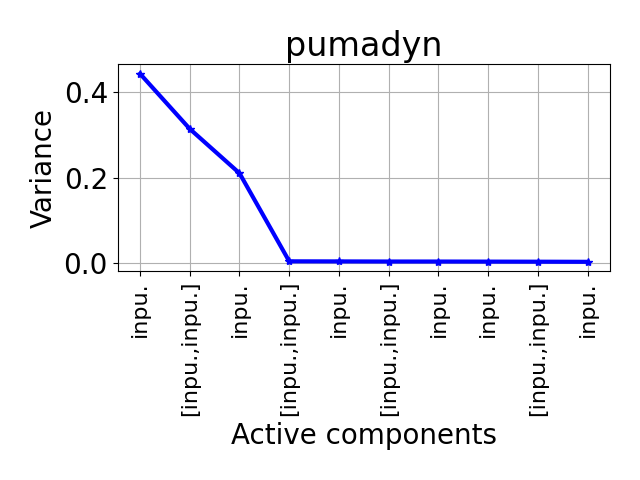 pumadyn
Variance
0.4
0.2
0.0
inpu.
[inpu.,inpu.]
inpu.
[inpu.,inpu.]
inpu.
[inpu.,inpu.]
inpu.
inpu.
[inpu.,inpu.]
inpu.
Active components